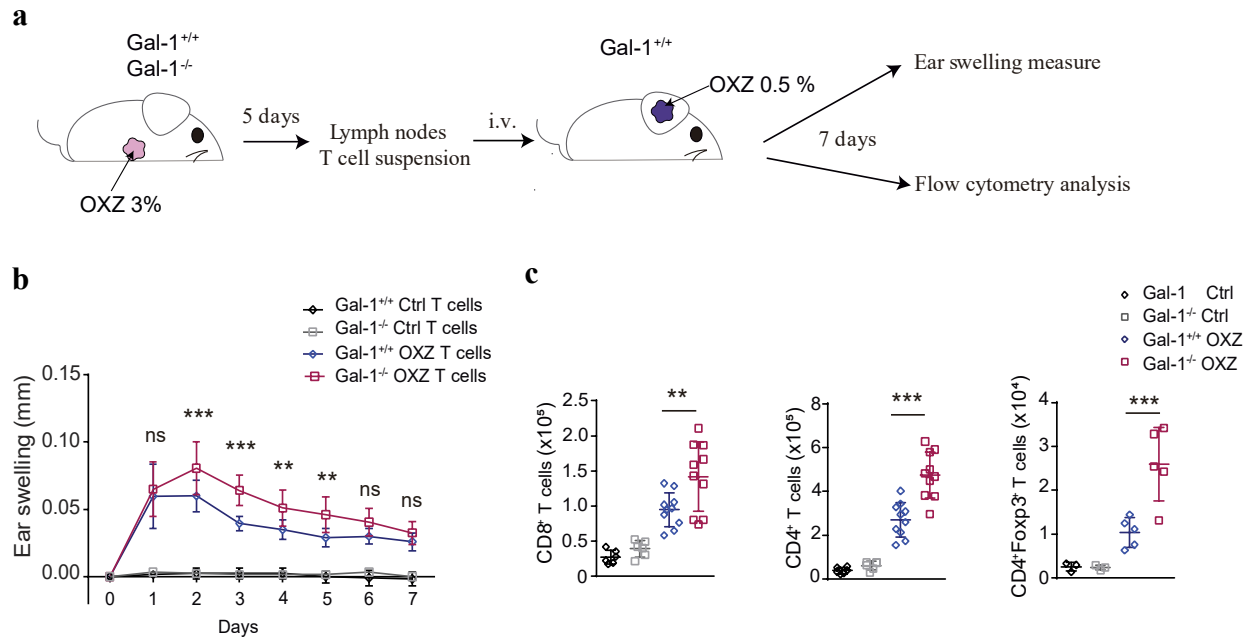 a
Gal-1⁺/⁺
Gal-1⁻/⁻
OXZ 3%
5 days
Lymph nodes
T cell suspension
i.v.
Gal-1⁺/⁺
OXZ 0.5 %
7 days
Ear swelling measure
Flow cytometry analysis
b
Gal-1⁺/⁺ Ctrl T cells
Gal-1⁻/⁻ Ctrl T cells
Gal-1⁺/⁺ OXZ T cells
Gal-1⁻/⁻ OXZ T cells
Ear swelling (mm)
0.15
0.10
0.05
0.00
ns
***
***
**
**
ns
ns
0 1 2 3 4 5 6 7
Days
c
Gal-1 Ctrl
Gal-1⁻/⁻ Ctrl
Gal-1⁺/⁺ OXZ
Gal-1⁻/⁻ OXZ
CD8⁺ T cells (x10⁵)
2.5
2.0
1.5
1.0
0.5
0
**
CD4⁺ T cells (x10⁵)
8
6
4
2
0
***
CD4⁺Foxp3⁺ T cells (x10⁴)
4
3
2
1
0
***